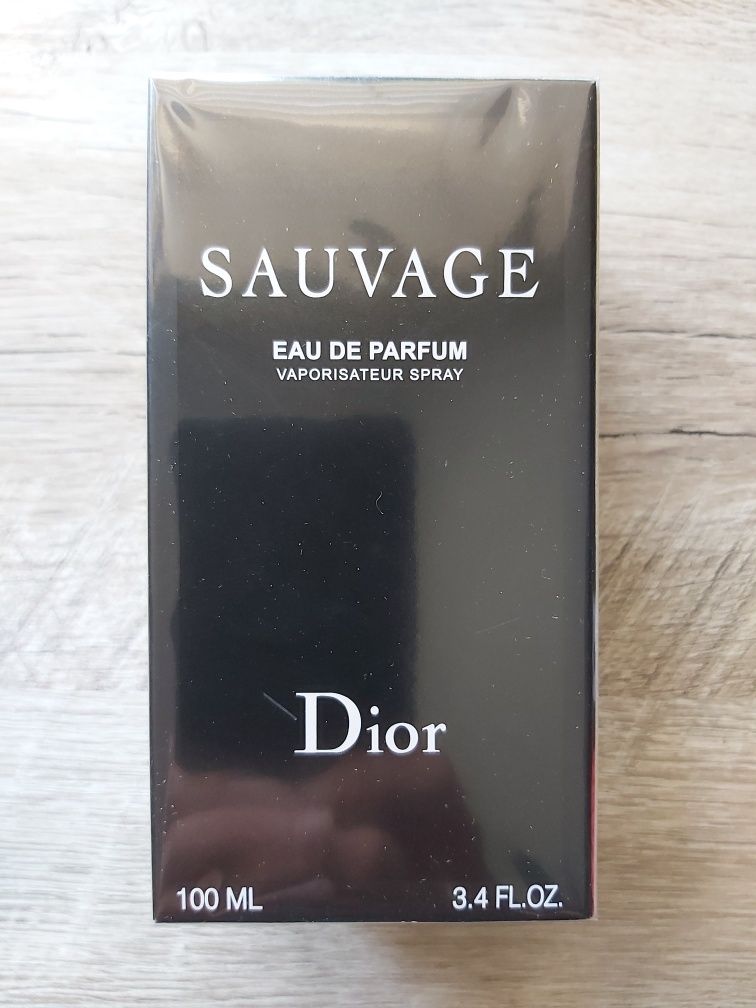 SAUVAGE
EAU DE PARFUM
VAPORISATEUR SPRAY
Dior
100 ML 3.4 FL.OZ.